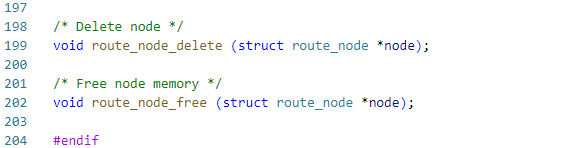 197
198 /* Delete node */
199 void route_node_delete (struct route_node *node);
200
201 /* Free node memory */
202 void route_node_free (struct route_node *node);
203
204 #endif